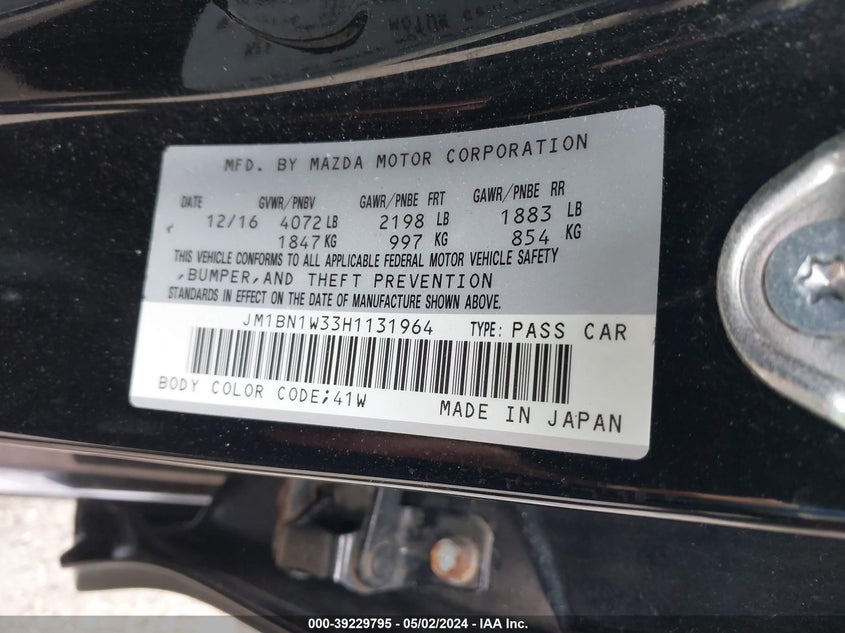 MFD. BY MAZDA MOTOR CORPORATION
DATE GVWR/PNBV GAWR/PNBE FRT GAWR/PNBE RR
12/16 4072 LB 2198 LB 1883 LB
1847 KG 997 KG 854 KG
THIS VEHICLE CONFORMS TO ALL APPLICABLE FEDERAL MOTOR VEHICLE SAFETY
,BUMPER,AND THEFT PREVENTION
STANDARDS IN EFFECT ON THE DATE OF MANUFACTURE SHOWN ABOVE.
JM1BN1W33H1131964 TYPE: PASS CAR
BODY COLOR CODE;41W
MADE IN JAPAN
000-39229795 - 05/02/2024 - IAA Inc.